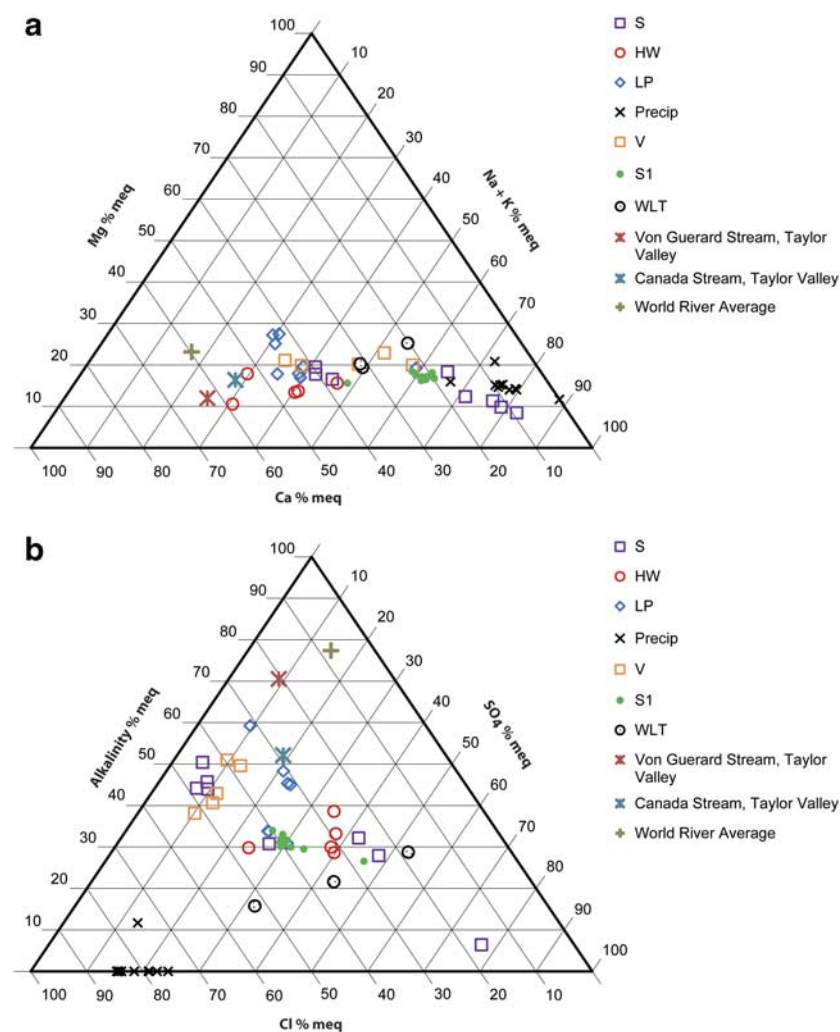 a
100
90
80
70
60
50
40
30
20
10
Mg % meq
10
20
30
40
50
60
70
80
90
100
Na + K % meq
100
90
80
70
60
50
40
30
20
10
Ca % meq
S
HW
LP
Precip
V
S1
WLT
Von Guerard Stream, Taylor
Valley
Canada Stream, Taylor Valley
World River Average
b
100
90
80
70
60
50
40
30
20
10
Alkalinity % meq
10
20
30
40
50
60
70
80
90
100
SO4 % meq
100
90
80
70
60
50
40
30
20
10
Cl % meq
S
HW
LP
Precip
V
S1
WLT
Von Guerard Stream, Taylor
Valley
Canada Stream, Taylor Valley
World River Average